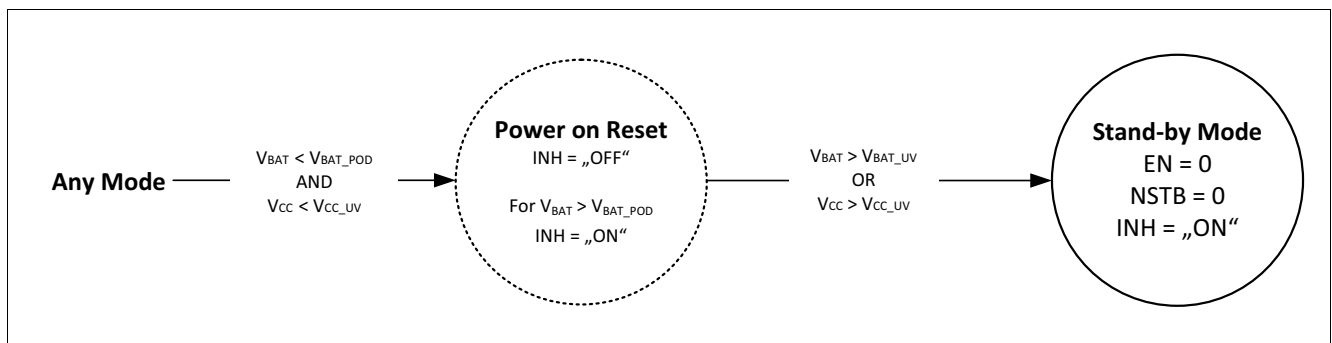 Any Mode
VBAT < VBAT_POD
AND
VCC < VCC_UV
Power on Reset
INH = „OFF“
For VBAT > VBAT_POD
INH = „ON“
VBAT > VBAT_UV
OR
VCC > VCC_UV
Stand-by Mode
EN = 0
NSTB = 0
INH = „ON“